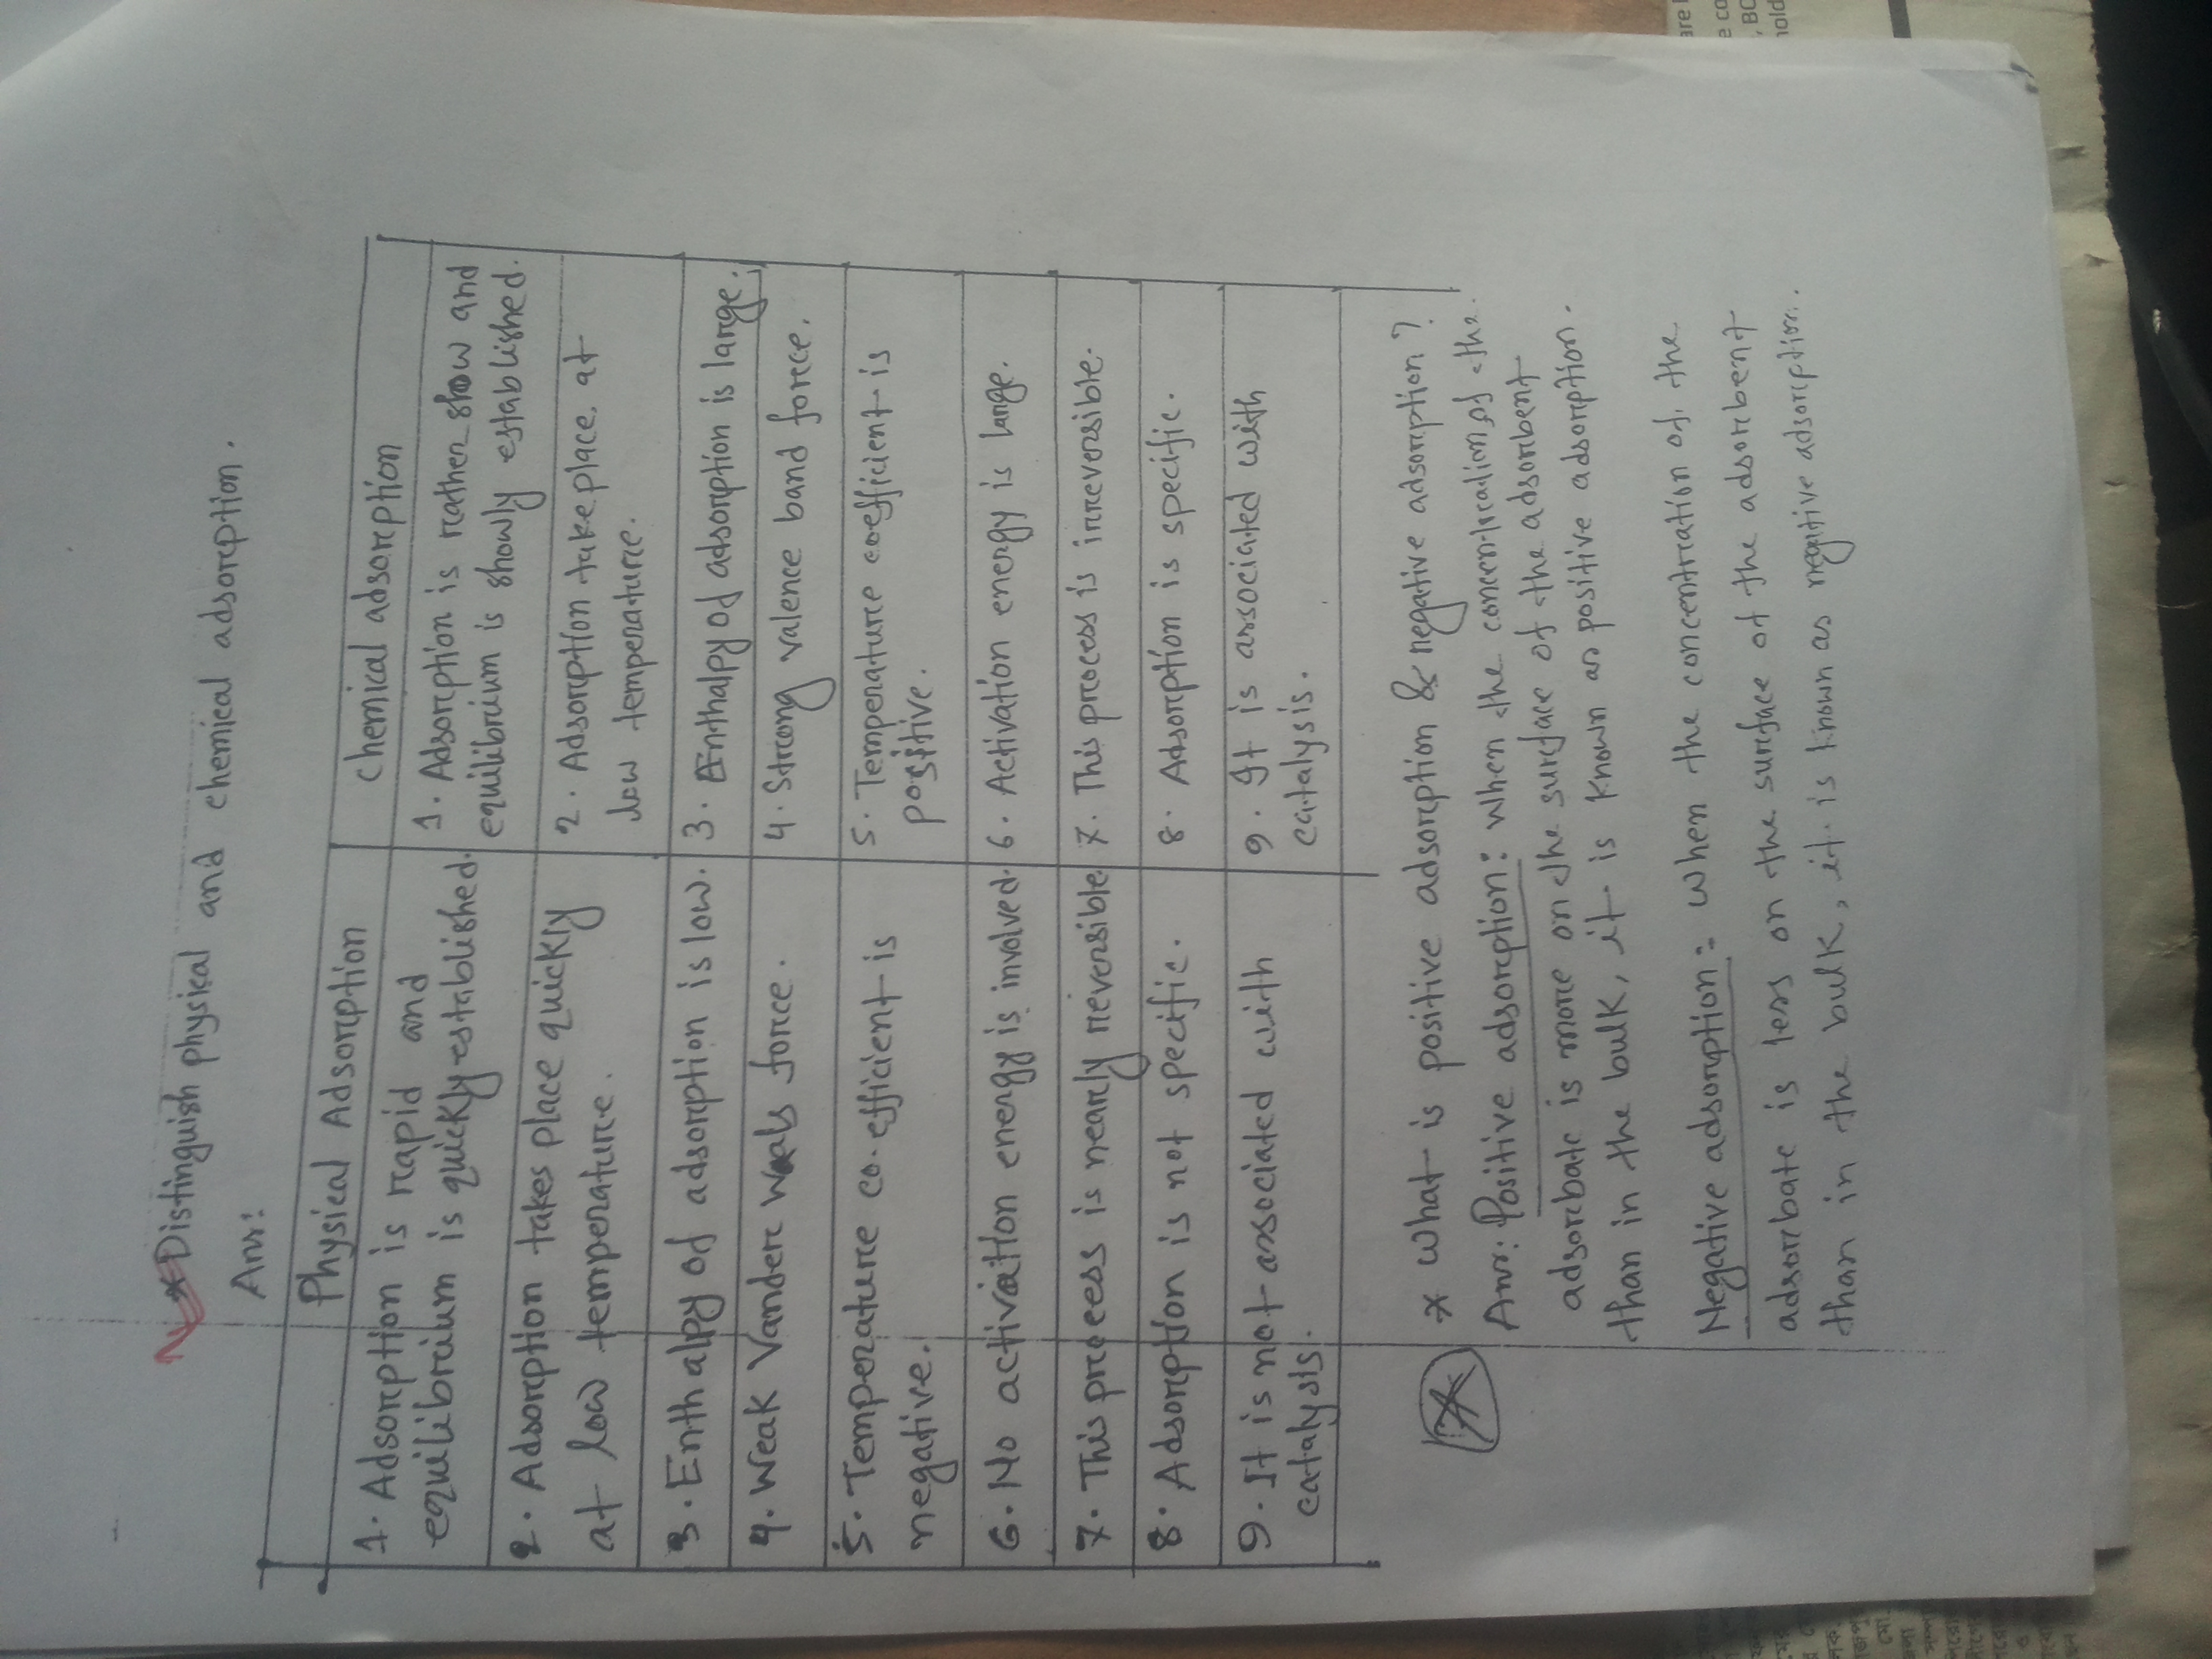 *Distinguish physical and chemical adsorption.
Ans:
Physical Adsorption
Chemical adsorption
1. Adsorption is rapid and
equilibrium is quickly established.
1. Adsorption is rather show and
equilibrium is showly established.
2. Adsorption takes place quickly
at low temperature.
2. Adsorption take place at
low temperature.
3. Enthalpy of adsorption is low.
3. Enthalpy of adsorption is large.
4. Weak Vander waals force.
4. Strong valence band force.
5. Temperature co.efficient is
negative.
5. Temperature coefficient is
positive.
6. No activation energy is involved.
6. Activation energy is large.
7. This process is nearly reversible.
7. This process is irreversible.
8. Adsorption is not specific.
8. Adsorption is specific.
9. It is not associated with
catalysis.
9. It is associated with
catalysis.
* What is positive adsorption & negative adsorption?
Ans: Positive adsorption: when the concentration of the
adsorbate is more on the surface of the adsorbent
than in the bulk, it is known as positive adsorption.
Negative adsorption: when the concentration of the
adsorbate is less on the surface of the adsorbent
than in the bulk, it is known as negative adsorption.